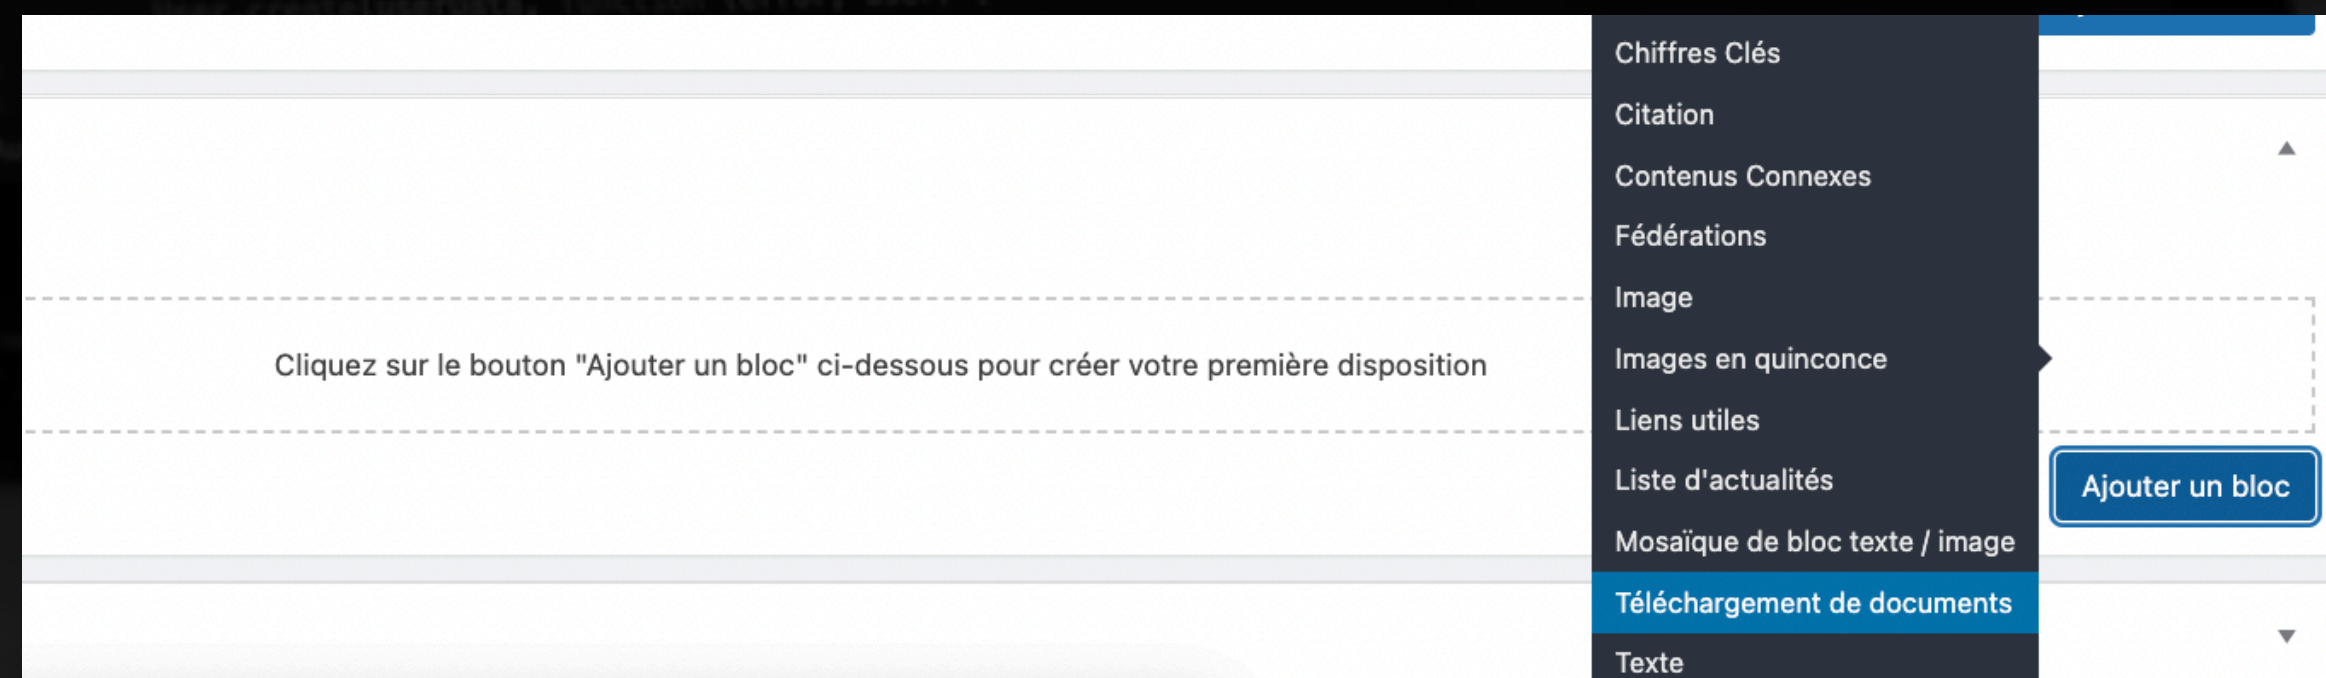 Chiffres Clés
Citation
Contenus Connexes
Fédérations
Image
Images en quinconce
Liens utiles
Liste d'actualités
Mosaïque de bloc texte / image
Téléchargement de documents
Texte
Cliquez sur le bouton "Ajouter un bloc" ci-dessous pour créer votre première disposition
Ajouter un bloc